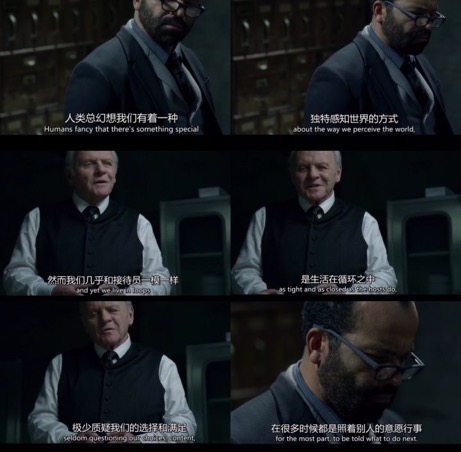 人类总幻想我们有着一种
Humans fancy that there's something special
独特感知世界的方式
about the way we perceive the world,
然而我们几乎和接待员一模一样
and yet we live in loops
是生活在循环之中
as tight and as closed as the hosts do,
极少质疑我们的选择和满足
seldom questioning our choices, content,
在很多时候都是照着别人的意愿行事
for the most part, to be told what to do next.